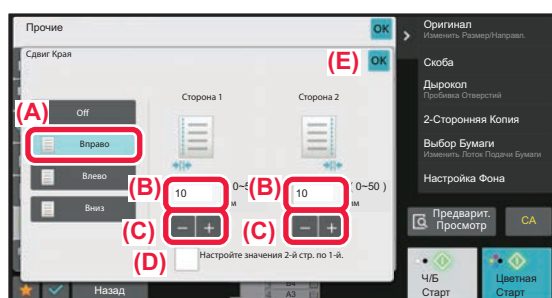 Прочие
OK
Сдвиг Края
(E)
OK
(A)
Off
Вправо
Влево
Вниз
Сторона 1
Сторона 2
(B)
10
(B)
10
( 0~50 )
(C)
− +
(C)
− +
(D)
Настройте значения 2-й стр. по 1-й.
Назад
A3
Оригинал
Изменить Размер/Направл.
Скоба
Дырокол
Пробивка Отверстий
2-Сторонняя Копия
Выбор Бумаги
Изменить Лоток Подачи Бумаги
Настройка Фона
Предварит.
Просмотр
CA
Ч/Б
Старт
Цветная
Старт